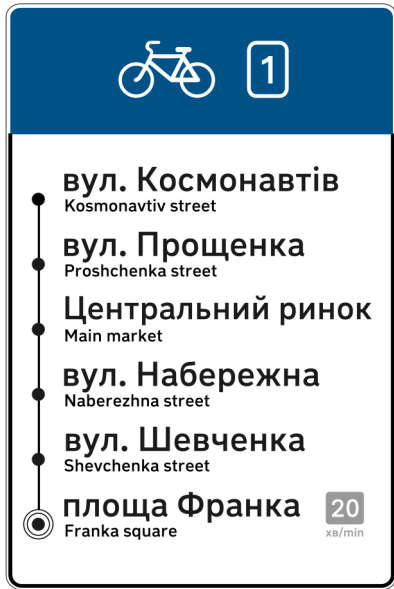 1
вул. Космонавтів
Kosmonavtiv street
вул. Прощенка
Proshchenka street
Центральний ринок
Main market
вул. Набережна
Naberezhna street
вул. Шевченка
Shevchenka street
площа Франка
Franka square
20
хв/min